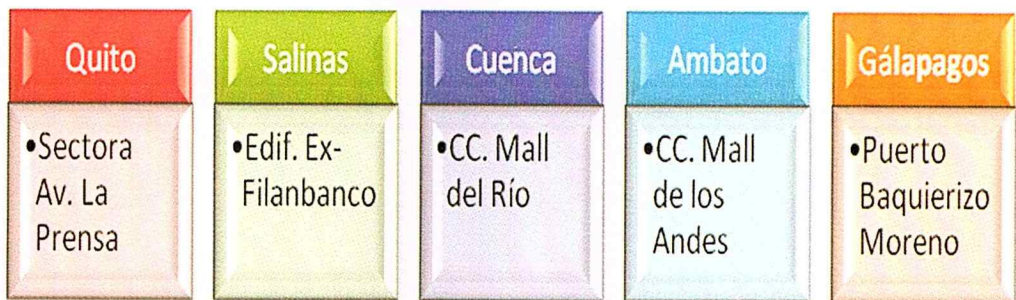 Quito
•Sectora
Av. La
Prensa
Salinas
•Edif. Ex-
Filanbanco
Cuenca
•CC. Mall
del Río
Ambato
•CC. Mall
de los
Andes
Gálapagos
•Puerto
Baquierizo
Moreno